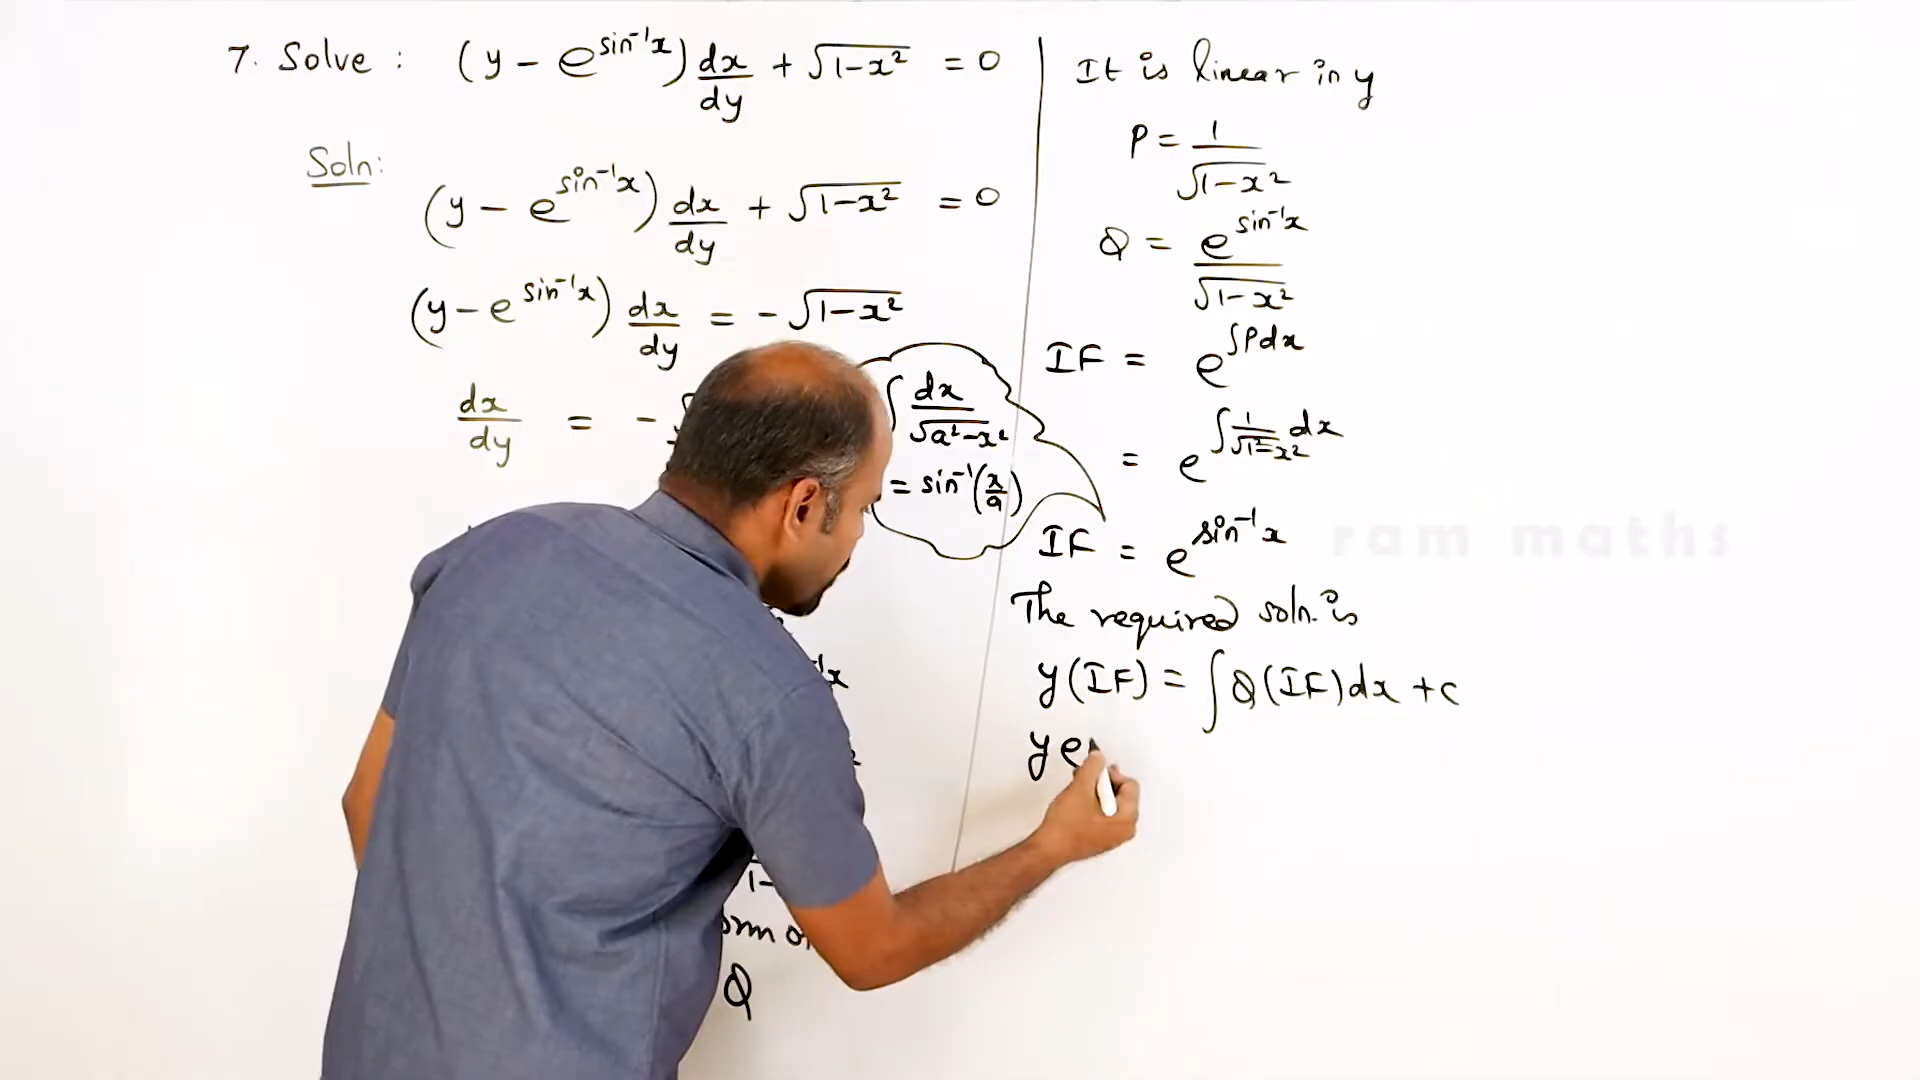 7. Solve : (y - e^{sin⁻¹x}) dx/dy + √(1-x²) = 0
Soln:
(y - e^{sin⁻¹x}) dx/dy + √(1-x²) = 0
(y - e^{sin⁻¹x}) dx/dy = -√(1-x²)
dx/dy = -
∫ dx/√(a²-x²)
= sin⁻¹(x/a)
Q
It is linear in y
P = 1/√(1-x²)
Q = e^{sin⁻¹x}/√(1-x²)
IF = e^{∫Pdx}
= e^{∫ 1/√(1²-x²) dx}
IF = e^{sin⁻¹x}
The required soln. is
y(IF) = ∫Q(IF)dx + c
ye
ram maths